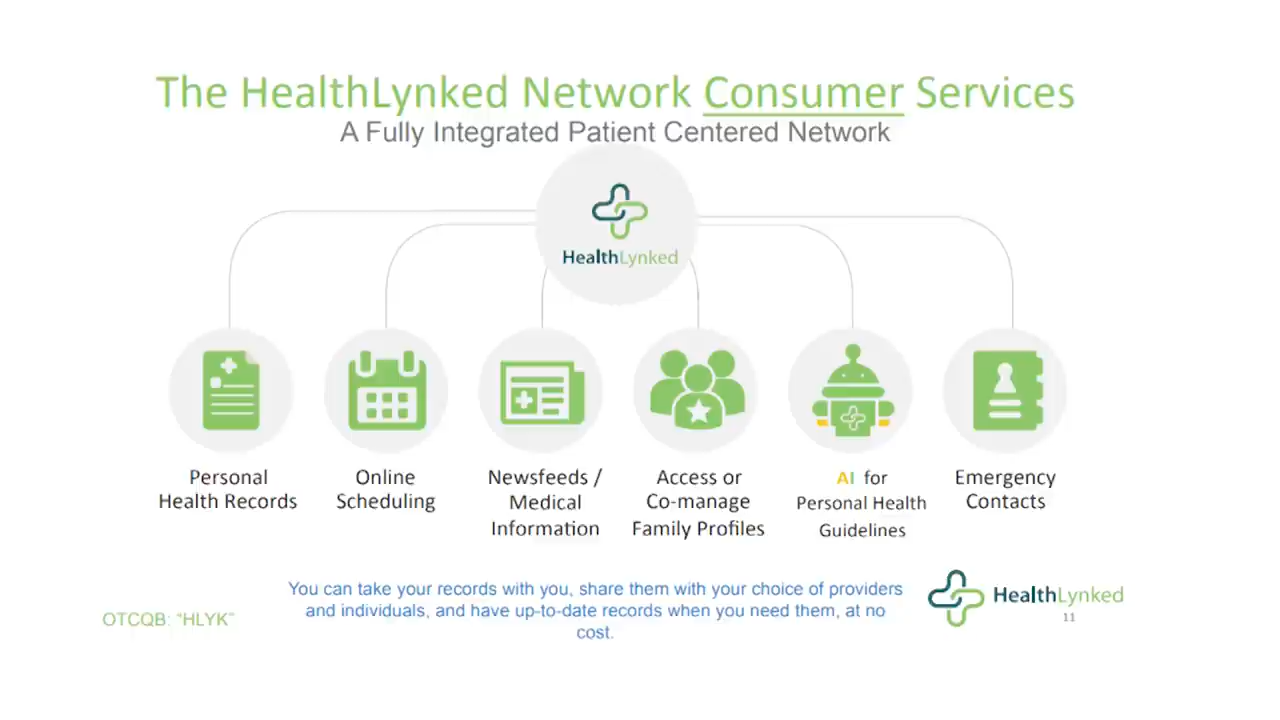 The HealthLynked Network Consumer Services
A Fully Integrated Patient Centered Network
HealthLynked
Personal
Health Records
Online
Scheduling
Newsfeeds /
Medical
Information
Access or
Co-manage
Family Profiles
AI for
Personal Health
Guidelines
Emergency
Contacts
You can take your records with you, share them with your choice of providers
and individuals, and have up-to-date records when you need them, at no
cost.
OTCQB: “HLYK”
HealthLynked
11